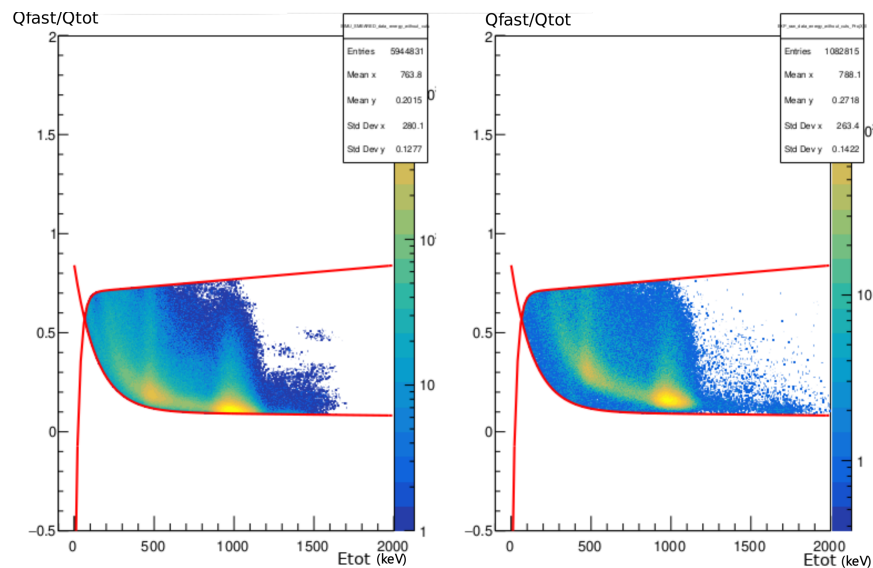 Qfast/Qtot
Entries 5944831
Mean x 763.8
Mean y 0.2015
Std Dev x 280.1
Std Dev y 0.1277
2
1.5
1
0.5
0
−0.5
0 500 1000 1500 2000
Etot (keV)
10
10
1
Qfast/Qtot
Entries 1082815
Mean x 788.1
Mean y 0.2718
Std Dev x 263.4
Std Dev y 0.1422
2
1.5
1
0.5
0
−0.5
0 500 1000 1500 2000
Etot (keV)
10
1